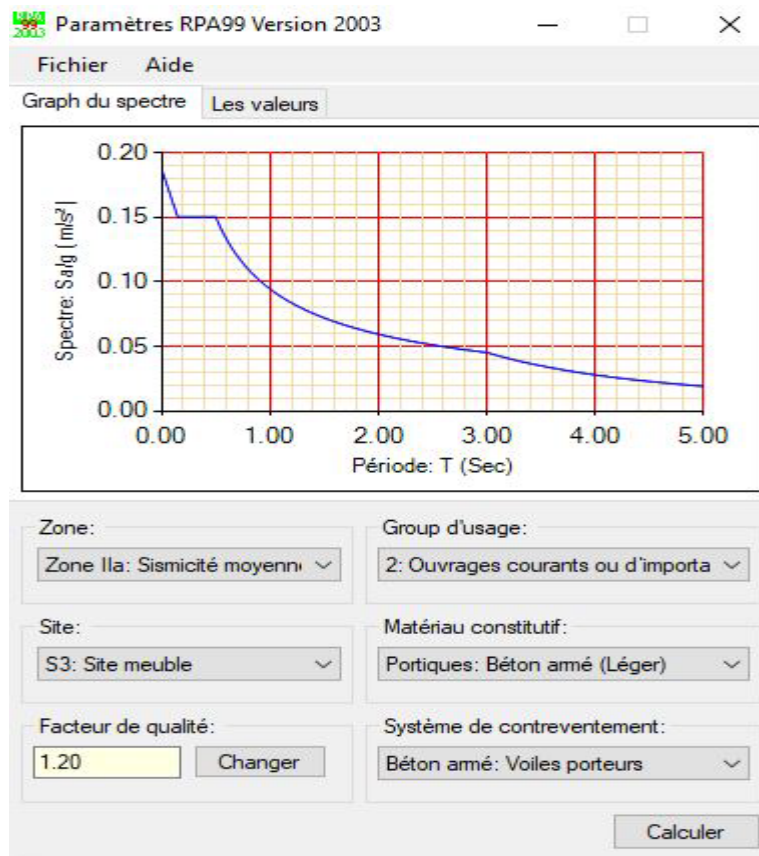 RPA
99
2003
Paramètres RPA99 Version 2003
Fichier Aide
Graph du spectre Les valeurs
0.20
0.15
0.10
0.05
0.00
Spectre: Sa/g ( m/s²)
0.00 1.00 2.00 3.00 4.00 5.00
Période: T (Sec)
Zone: Group d'usage:
Zone IIa: Sismicité moyenn 2: Ouvrages courants ou d'importa
Site: Matériau constitutif:
S3: Site meuble Portiques: Béton armé (Léger)
Facteur de qualité: Système de contreventement:
1.20 Changer Béton armé: Voiles porteurs
Calculer